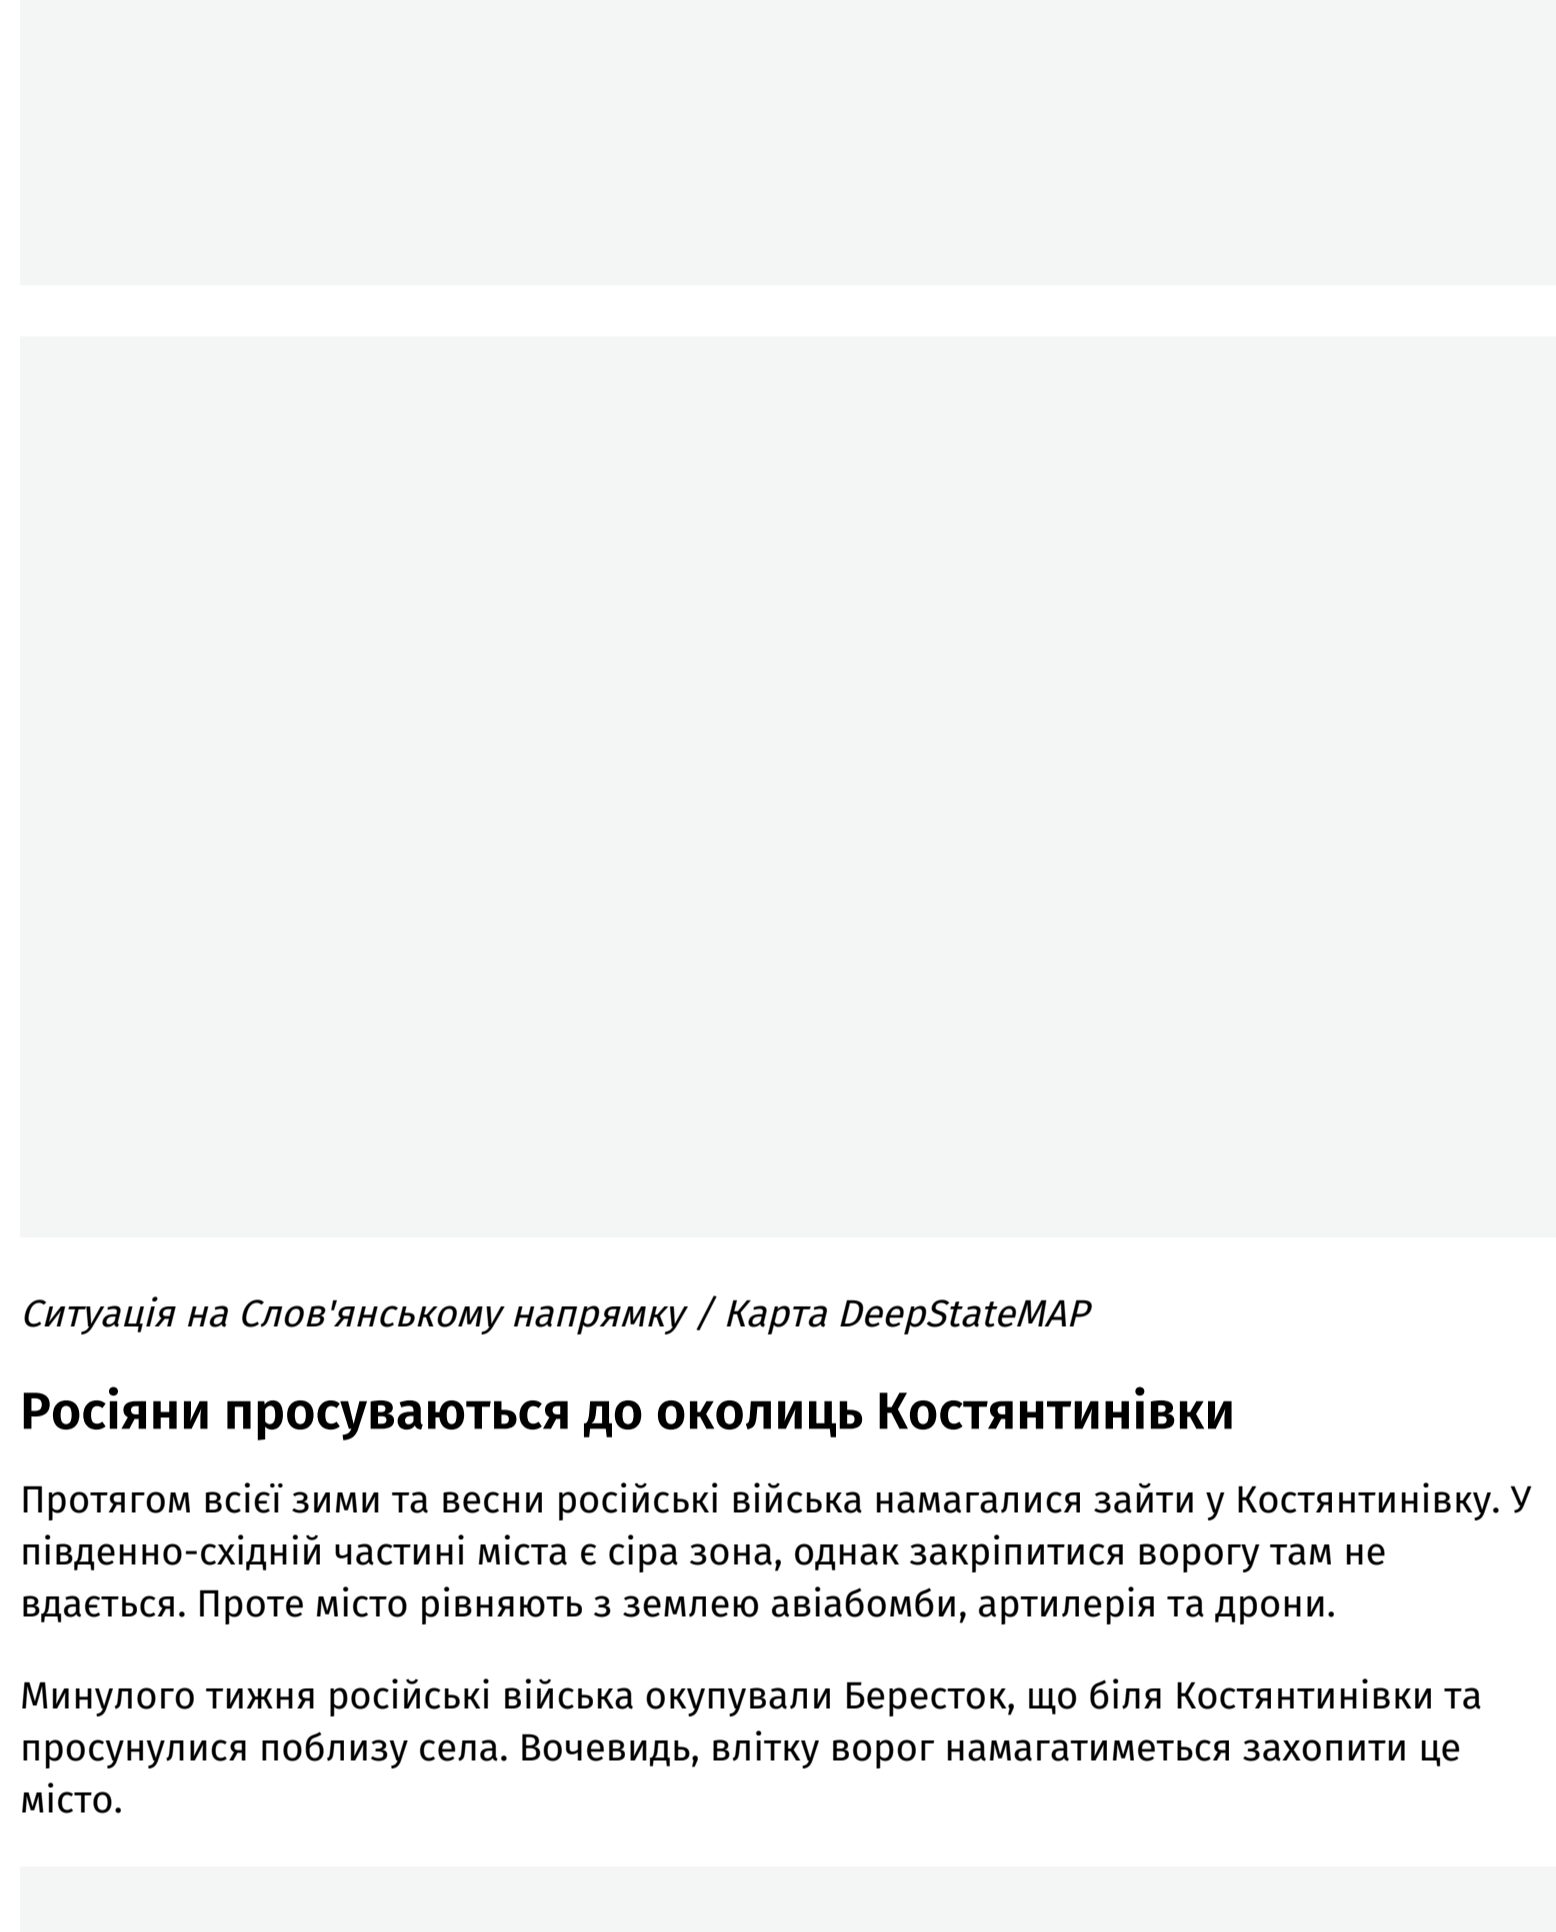 Ситуація на Слов'янському напрямку / Карта DeepStateMAP
Росіяни просуваються до околиць Костянтинівки
Протягом всієї зими та весни російські війська намагалися зайти у Костянтинівку. У
південно-східній частині міста є сіра зона, однак закріпитися ворогу там не
вдається. Проте місто рівняють з землею авіабомби, артилерія та дрони.
Минулого тижня російські війська окупували Бересток, що біля Костянтинівки та
просунулися поблизу села. Вочевидь, влітку ворог намагатиметься захопити це
місто.